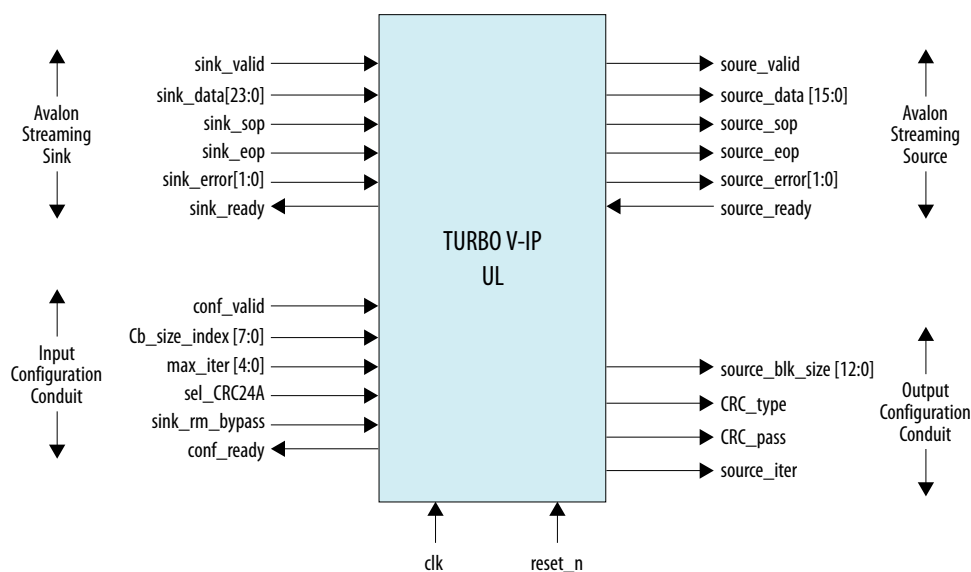 sink_valid
sink_data[23:0]
sink_sop
sink_eop
sink_error[1:0]
sink_ready
Avalon
Streaming
Sink
soure_valid
source_data [15:0]
source_sop
source_eop
source_error[1:0]
source_ready
Avalon
Streaming
Source
TURBO V-IP
UL
conf_valid
Cb_size_index [7:0]
max_iter [4:0]
sel_CRC24A
sink_rm_bypass
conf_ready
Input
Configuration
Conduit
source_blk_size [12:0]
CRC_type
CRC_pass
source_iter
Output
Configuration
Conduit
clk
reset_n